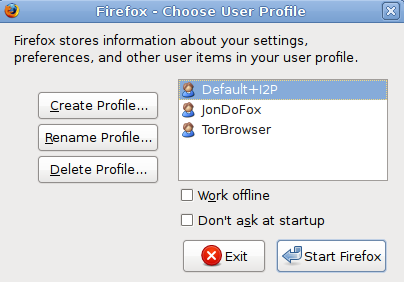 Firefox - Choose User Profile
Firefox stores information about your settings,
preferences, and other user items in your user profile.
Create Profile...
Rename Profile...
Delete Profile...
Default+I2P
JonDoFox
TorBrowser
Work offline
Don't ask at startup
Exit
Start Firefox